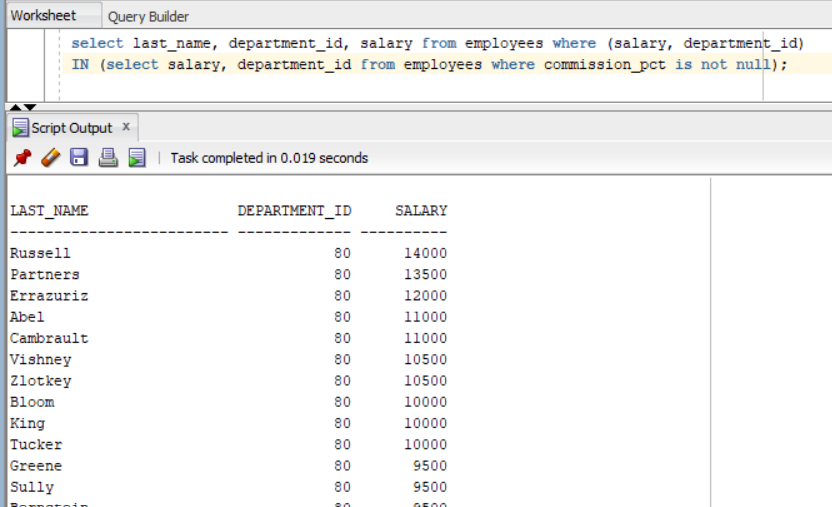 Worksheet Query Builder
select last_name, department_id, salary from employees where (salary, department_id)
IN (select salary, department_id from employees where commission_pct is not null);
Script Output x
Task completed in 0.019 seconds
LAST_NAME DEPARTMENT_ID SALARY
------------------------- ------------- ----------
Russell 80 14000
Partners 80 13500
Errazuriz 80 12000
Abel 80 11000
Cambrault 80 11000
Vishney 80 10500
Zlotkey 80 10500
Bloom 80 10000
King 80 10000
Tucker 80 10000
Greene 80 9500
Sully 80 9500
Bernstein 80 9500